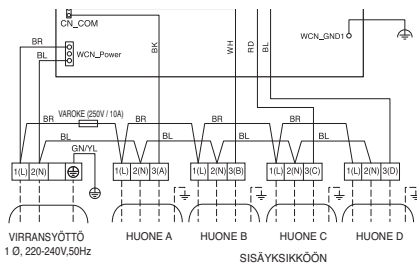 CN_COM
BR
BL
WCN_Power
BK
WH
RD
BL
WCN_GND1
BR
VAROKE (250V / 10A)
BR
BR
BR
BL
BL
BL
GN/YL
1(L) 2(N)
1(L) 2(N) 3(A)
1(L) 2(N) 3(B)
1(L) 2(N) 3(C)
1(L) 2(N) 3(D)
VIRRANSYÖTTÖ
1 Ø, 220-240V,50Hz
HUONE A
HUONE B
HUONE C
HUONE D
SISÄYKSIKKÖÖN